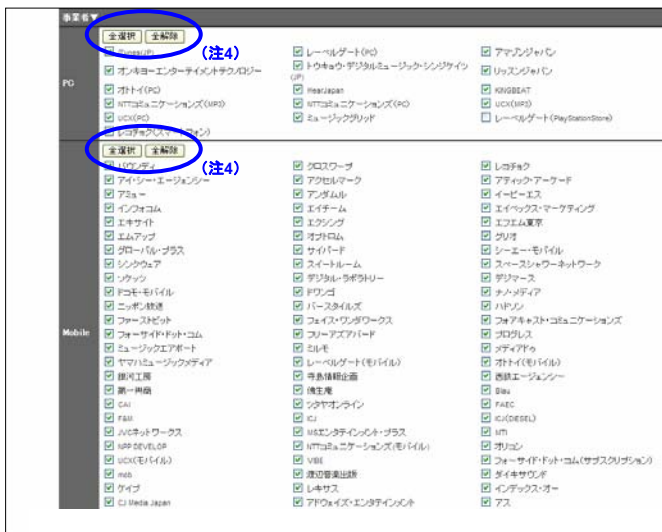 事業者▼
全選択 全解除 (注4)
PC
iTunes(JP) レーベルゲート(PC) アマゾンジャパン
オンキヨーエンターテイメントテクノロジー トウキョウ・デジタルミュージック・シンジケイツ(JP) リッスンジャパン
オトトイ(PC) HearJapan KINGBEAT
NTTコミュニケーションズ(MP3) NTTコミュニケーションズ(PC) UCX(MP3)
UCX(PC) ミュージックグリッド レーベルゲート(PlayStationStore)
レコチョク(スマートフォン)
全選択 全解除 (注4)
Mobile
バウンディ クロスワープ レコチョク
アイ・シー・エージェンシー アクセルマーク アティック・アーケード
アミュー アンダムル イーピーエス
インフォコム エイチーム エイベックス・マーケティング
エキサイト エクシング エフエム東京
エムアップ オプトロム グリオ
グローバル・プラス サイバード シーエー・モバイル
シンクウェア スイートルーム スペースシャワーネットワーク
ソケッツ デジタル・ラボラトリー デジマース
ドコモ・モバイル ドワンゴ ナノ・メディア
ニッポン放送 バースタイルズ ハドソン
ファーストビット フェイス・ワンダワークス フォアキャスト・コミュニケーションズ
フォーサイド・ドット・コム フリーアズアバード プログレス
ミュージックエアポート ミルモ メディアドゥ
ヤマハミュージックメディア レーベルゲート(モバイル) オトトイ(モバイル)
銀河工房 寺島情報企画 西鉄エージェンシー
第一興商 Blau
CAI ツタヤオンライン FAEC
F&M ICJ ICJ(DIESEL)
JVCネットワークス MSエンタテインメント・プラス MTI
NPP DEVELOP NTTコミュニケーションズ(モバイル) オリコン
UCX(モバイル) VIBE フォーサイド・ドット・コム(サブスクリプション)
mob 渡辺音楽出版 ダイキサウンド
ケイブ レキサス インデックス・オー
CJ Media Japan アドウェイズ・エンタテインメント アス